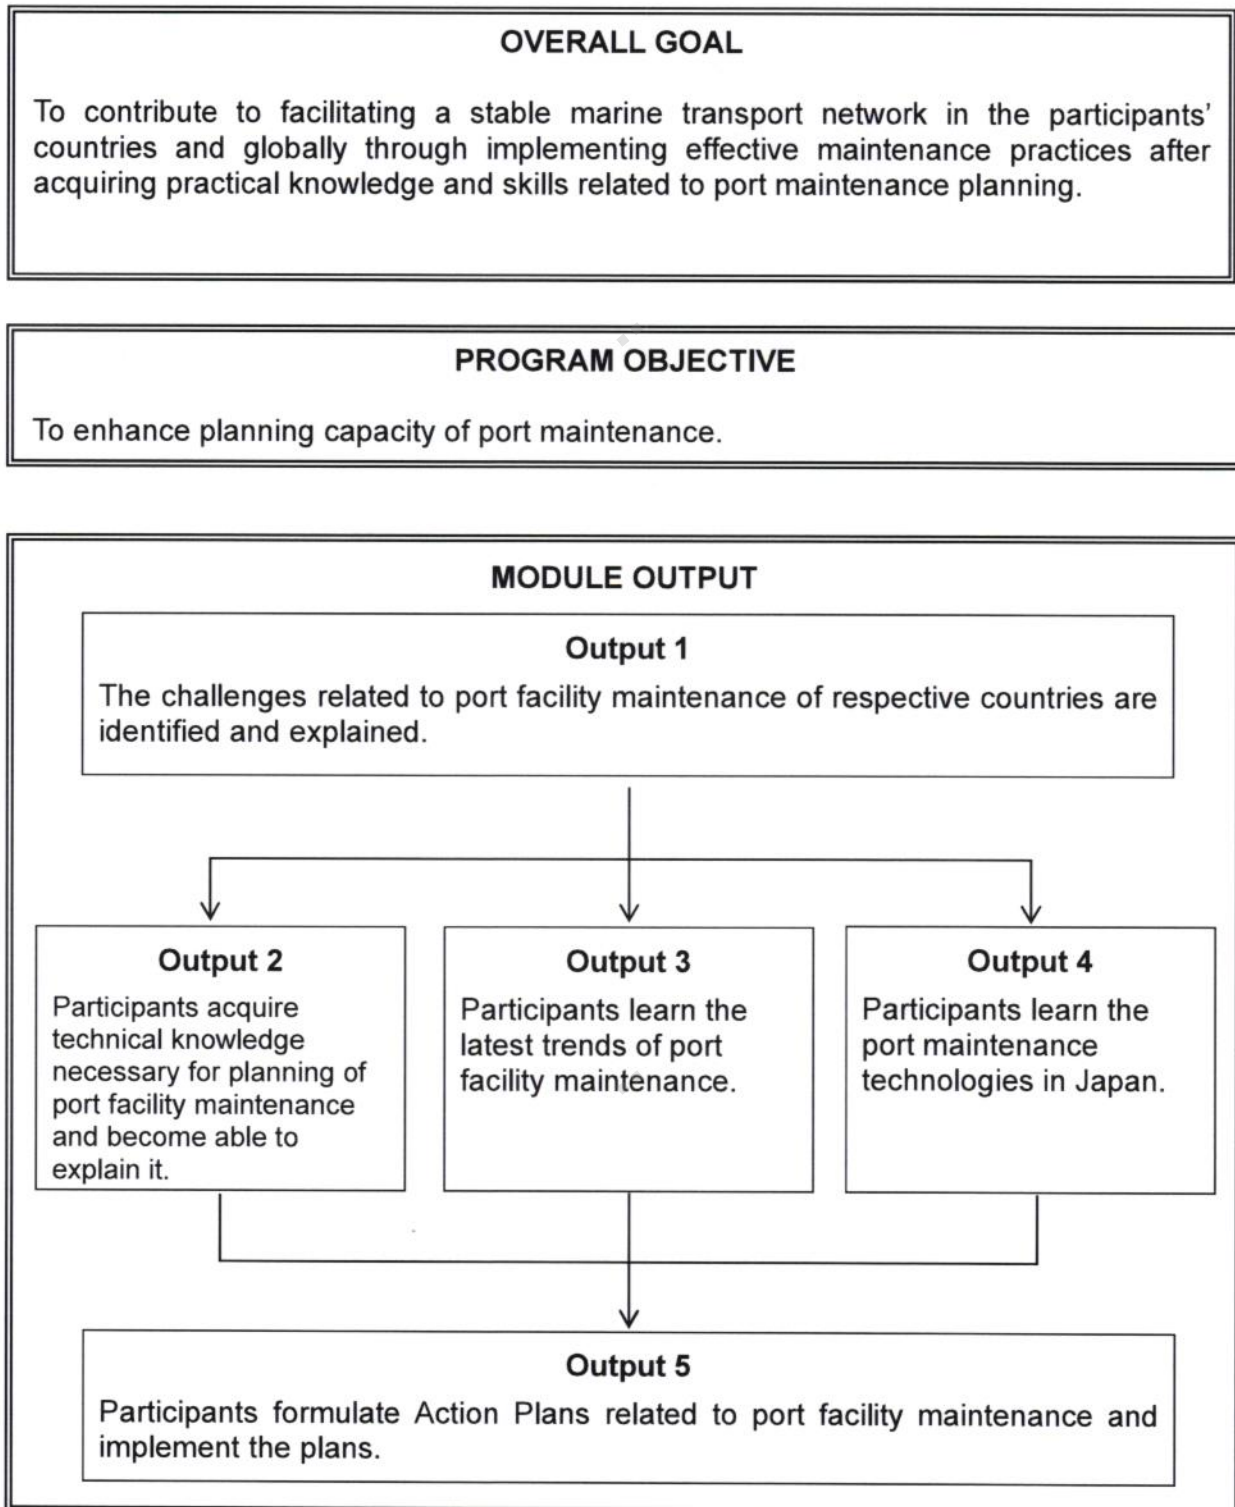 OVERALL GOAL
To contribute to facilitating a stable marine transport network in the participants'
countries and globally through implementing effective maintenance practices after
acquiring practical knowledge and skills related to port maintenance planning.
PROGRAM OBJECTIVE
To enhance planning capacity of port maintenance.
MODULE OUTPUT
Output 1
The challenges related to port facility maintenance of respective countries are
identified and explained.
Output 2
Participants acquire
technical knowledge
necessary for planning of
port facility maintenance
and become able to
explain it.
Output 3
Participants learn the
latest trends of port
facility maintenance.
Output 4
Participants learn the
port maintenance
technologies in Japan.
Output 5
Participants formulate Action Plans related to port facility maintenance and
implement the plans.